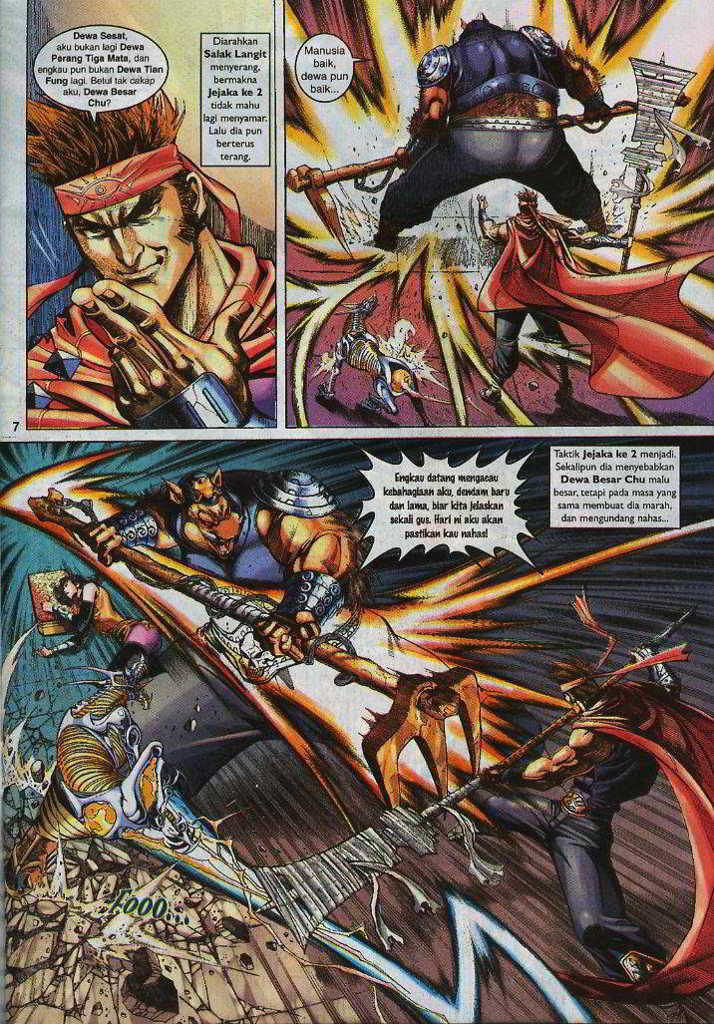 Dewa Sesat,
aku bukan lagi Dewa
Perang Tiga Mata, dan
engkau pun bukan Dewa Tian
Fung lagi. Betul tak cakap
aku, Dewa Besar
Chu?
Diarahkan
Salak Langit
menyerang,
bermakna
Jejaka ke 2
tidak mahu
lagi menyamar.
Lalu dia pun
berterus
terang.
Manusia
baik,
dewa pun
baik...
7
Engkau datang mengacau
kebahagiaan aku, dendam baru
dan lama, biar kita jelaskan
sekali gus. Hari ni aku akan
pastikan kau nahas!
Taktik Jejaka ke 2 menjadi.
Sekalipun dia menyebabkan
Dewa Besar Chu malu
besar, tetapi pada masa yang
sama membuat dia marah,
dan mengundang nahas...
FOOO...